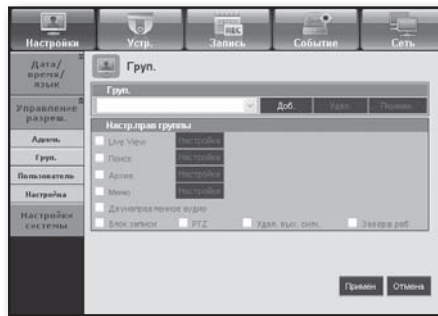 Настройки Устр. Запись Событие Сеть
REC
Дата/
время/
язык
Груп.
Груп.
Управление
разреш.
Доб. Удал. Переим.
Настр.прав группы
Админ.
Live View Настройка
Груп.
Поиск Настройка
Пользователь
Архив. Настройка
Настройка
Меню Настройка
Настройки
системы
Двунаправленное аудио
Блок записи PTZ Удал. вых. сигн. Заверш раб
Примен Отмена